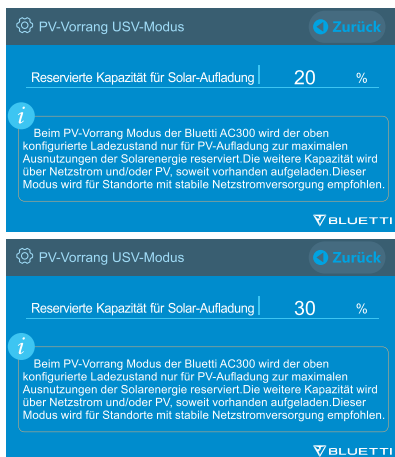 PV-Vorrang USV-Modus
Zurück
Reservierte Kapazität für Solar-Aufladung 20 %
i
Beim PV-Vorrang Modus der Bluetti AC300 wird der oben
konfigurierte Ladezustand nur für PV-Aufladung zur maximalen
Ausnutzungen der Solarenergie reserviert.Die weitere Kapazität wird
über Netzstrom und/oder PV, soweit vorhanden aufgeladen.Dieser
Modus wird für Standorte mit stabile Netzstromversorgung empfohlen.
BLUETTI
PV-Vorrang USV-Modus
Zurück
Reservierte Kapazität für Solar-Aufladung 30 %
i
Beim PV-Vorrang Modus der Bluetti AC300 wird der oben
konfigurierte Ladezustand nur für PV-Aufladung zur maximalen
Ausnutzungen der Solarenergie reserviert.Die weitere Kapazität wird
über Netzstrom und/oder PV, soweit vorhanden aufgeladen.Dieser
Modus wird für Standorte mit stabile Netzstromversorgung empfohlen.
BLUETTI